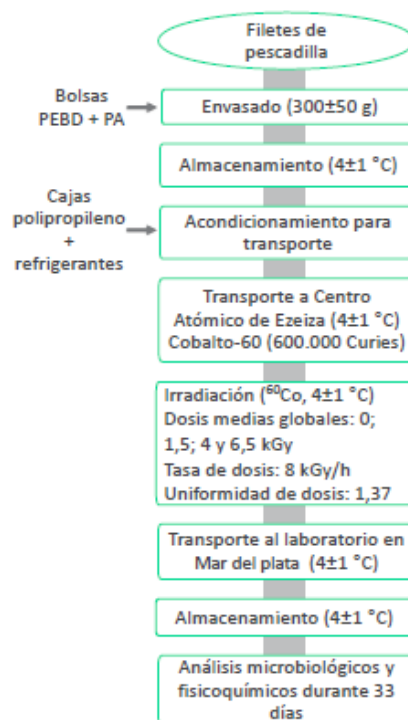 Filetes de
pescadilla
Bolsas
PEBD + PA
Envasado (300±50 g)
Almacenamiento (4±1 °C)
Cajas
polipropileno
+
refrigerantes
Acondicionamiento para
transporte
Transporte a Centro
Atómico de Ezeiza (4±1 °C)
Cobalto-60 (600.000 Curies)
Irradiación (⁶⁰Co, 4±1 °C)
Dosis medias globales: 0;
1,5; 4 y 6,5 kGy
Tasa de dosis: 8 kGy/h
Uniformidad de dosis: 1,37
Transporte al laboratorio en
Mar del plata (4±1 °C)
Almacenamiento (4±1 °C)
Análisis microbiológicos y
fisicoquímicos durante 33
días